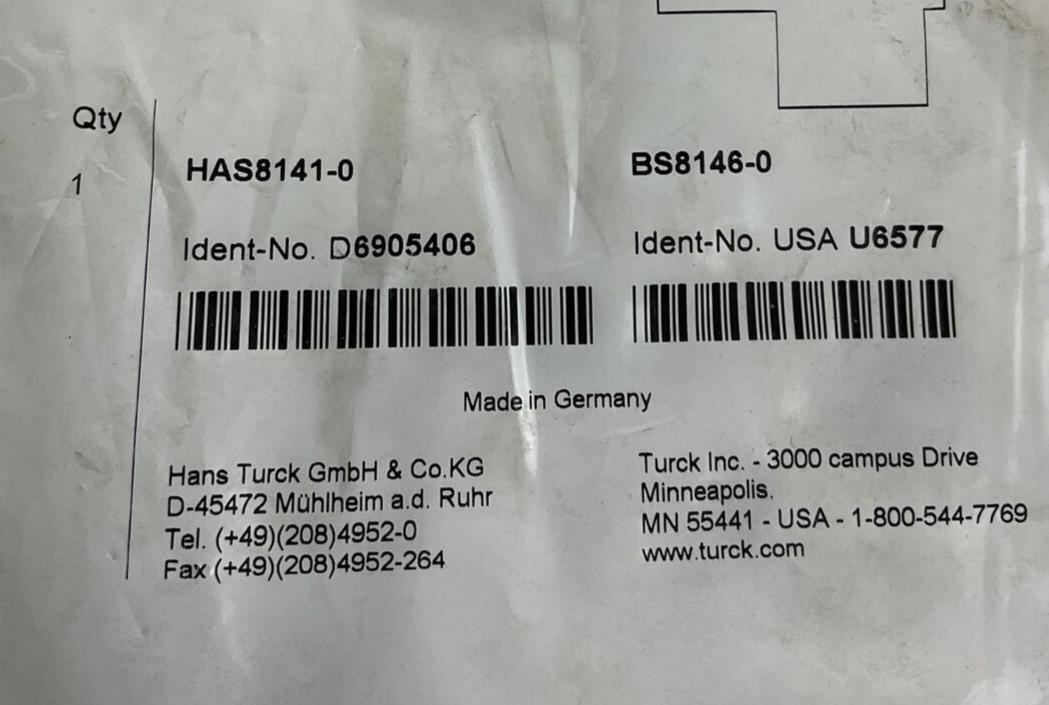 Qty
1
HAS8141-0
Ident-No. D6905406
BS8146-0
Ident-No. USA U6577
Made in Germany
Hans Turck GmbH & Co.KG
D-45472 Mühlheim a.d. Ruhr
Tel. (+49)(208)4952-0
Fax (+49)(208)4952-264
Turck Inc. - 3000 campus Drive
Minneapolis.
MN 55441 - USA - 1-800-544-7769
www.turck.com